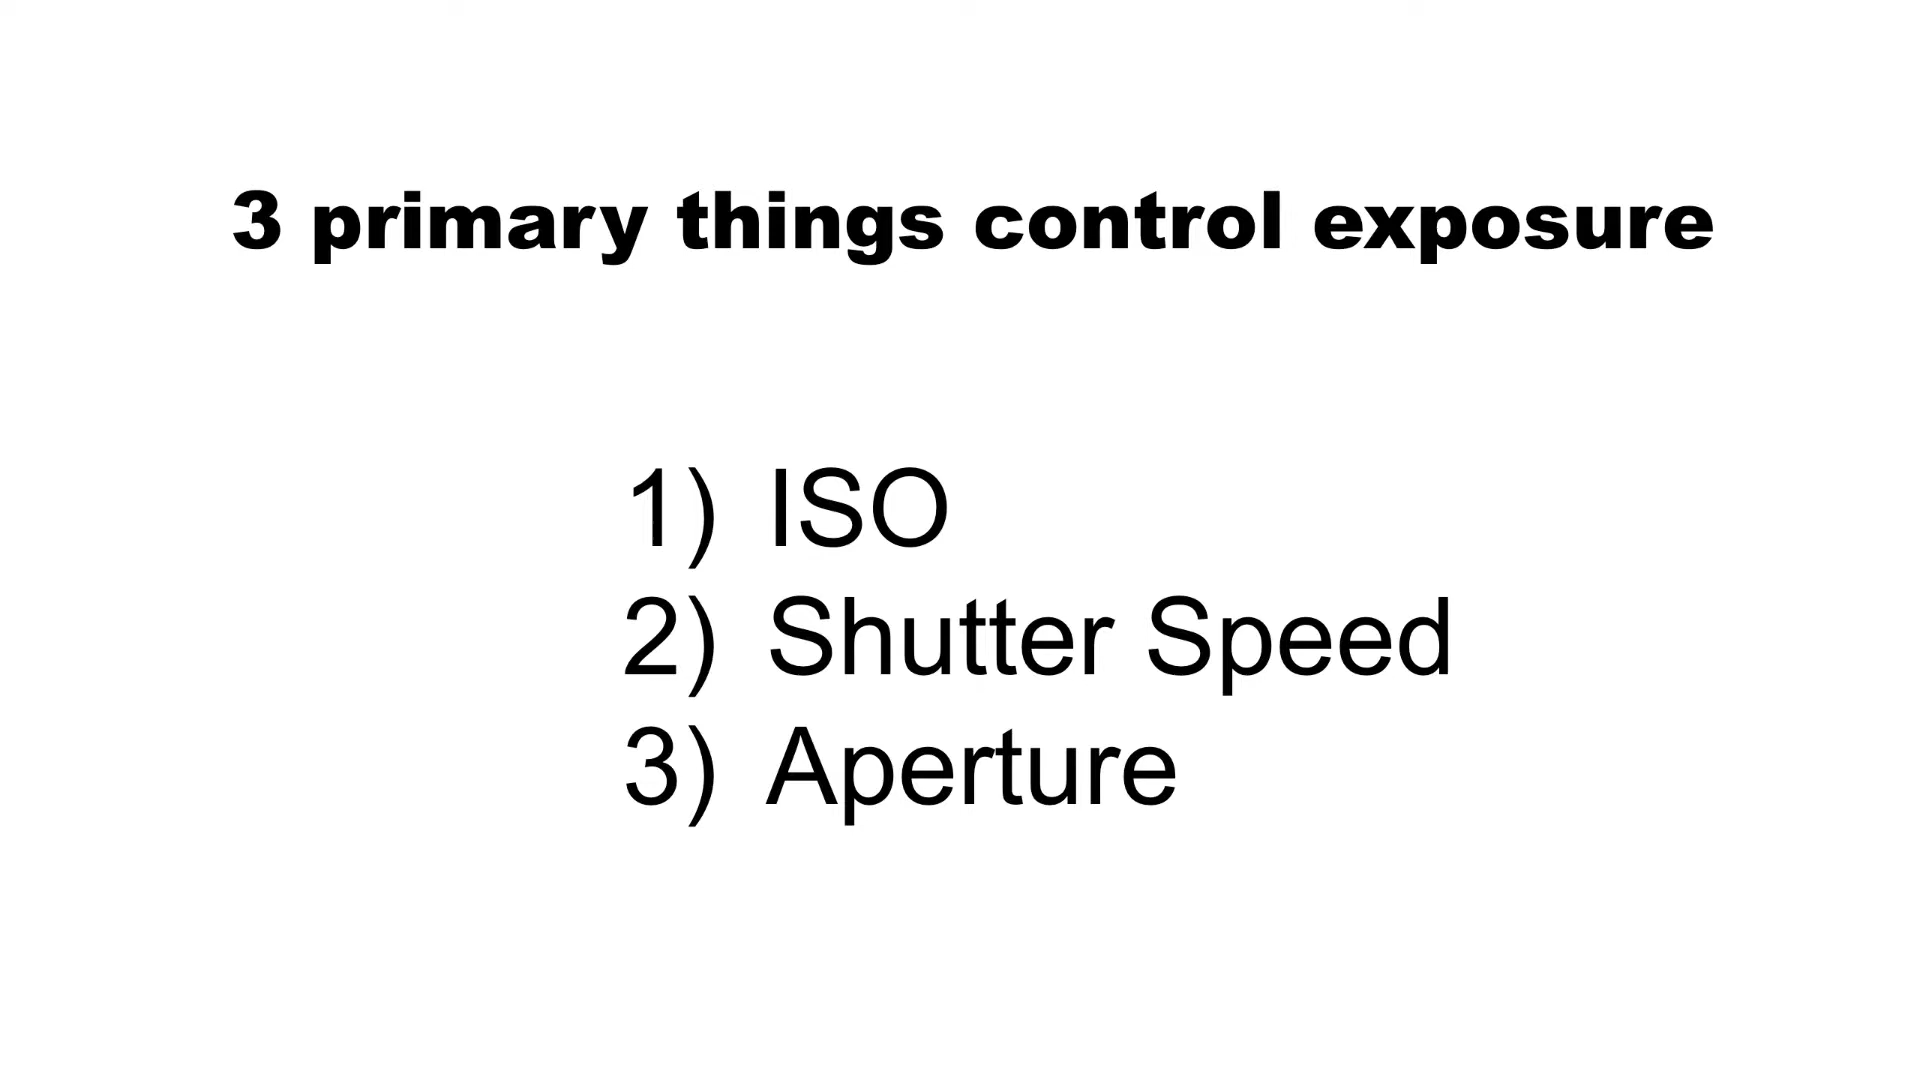 3 primary things control exposure
1) ISO
2) Shutter Speed
3) Aperture